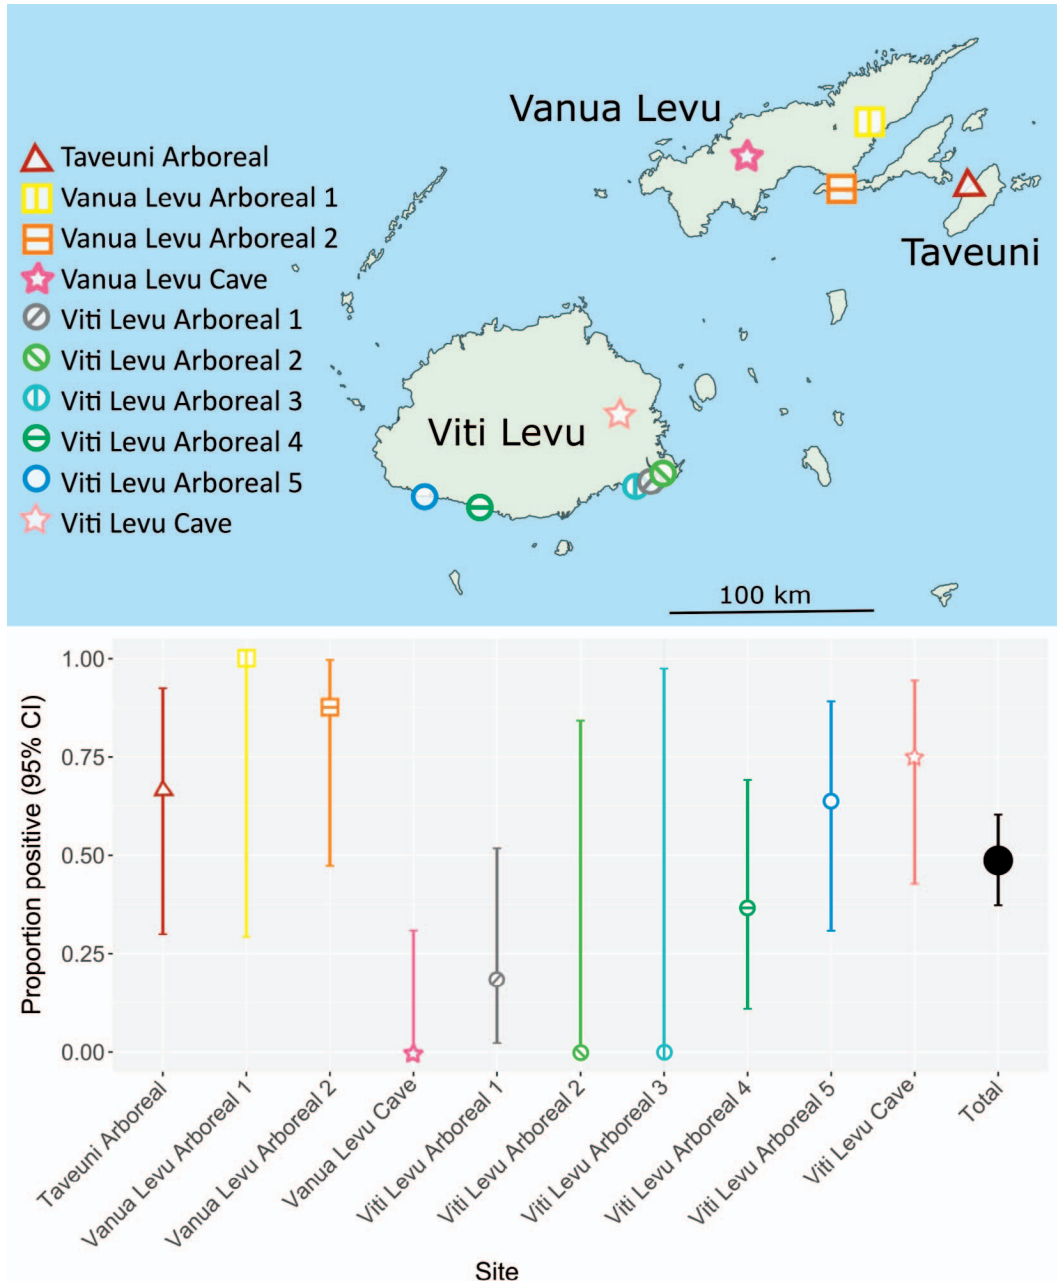 Vanua Levu
Taveuni Arboreal
Vanua Levu Arboreal 1
Vanua Levu Arboreal 2
Vanua Levu Cave
Viti Levu Arboreal 1
Viti Levu Arboreal 2
Viti Levu Arboreal 3
Viti Levu Arboreal 4
Viti Levu Arboreal 5
Viti Levu Cave
Taveuni
Viti Levu
100 km
Proportion positive (95% CI)
1.00
0.75
0.50
0.25
0.00
Taveuni Arboreal
Vanua Levu Arboreal 1
Vanua Levu Arboreal 2
Vanua Levu Cave
Viti Levu Arboreal 1
Viti Levu Arboreal 2
Viti Levu Arboreal 3
Viti Levu Arboreal 4
Viti Levu Arboreal 5
Viti Levu Cave
Total
Site